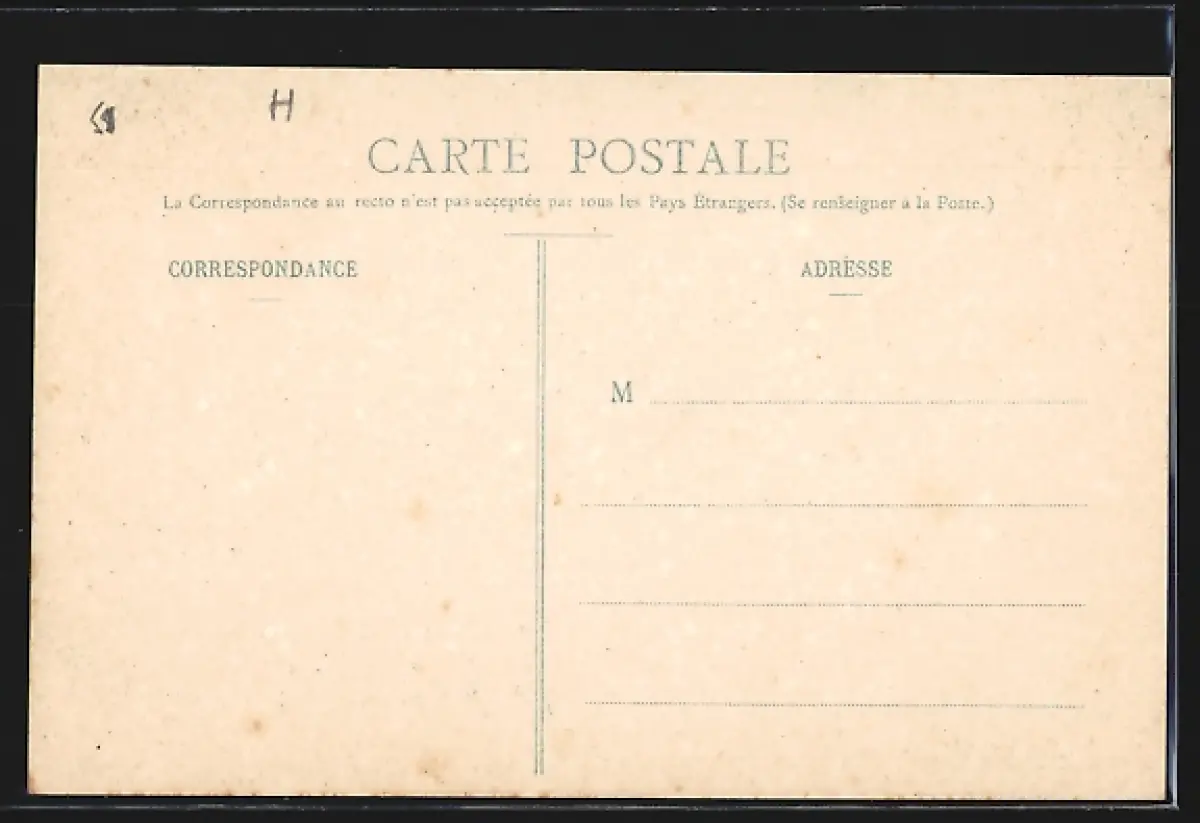 H
CARTE POSTALE
La Correspondance au recto n'est pas acceptée par tous les Pays Étrangers. (Se renseigner à la Poste.)
CORRESPONDANCE
ADRESSE
M